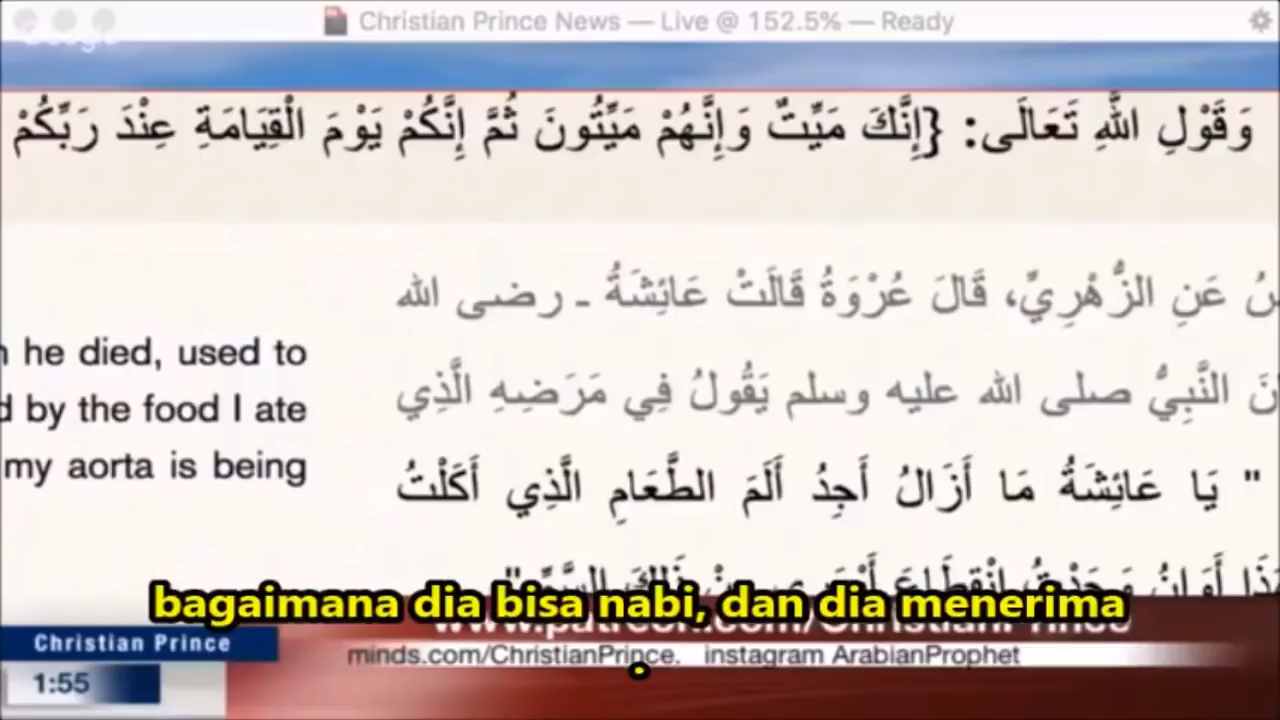 Christian Prince News — Live @ 152.5% — Ready
وَقَوْلِ اللَّهِ تَعَالَى: {إِنَّكَ مَيِّتٌ وَإِنَّهُمْ مَيِّتُونَ ثُمَّ إِنَّكُمْ يَوْمَ الْقِيَامَةِ عِنْدَ رَبِّكُمْ
عَنِ الزُّهْرِيِّ، قَالَ عُرْوَةُ قَالَتْ عَائِشَةُ ـ رضى الله
he died, used to
النَّبِيُّ صلى الله عليه وسلم يَقُولُ فِي مَرَضِهِ الَّذِي
by the food I ate
my aorta is being
" يَا عَائِشَةُ مَا أَزَالُ أَجِدُ أَلَمَ الطَّعَامِ الَّذِي أَكَلْتُ
bagaimana dia bisa nabi, dan dia menerima
.
Christian Prince
minds.com/ChristianPrince. instagram ArabianProphet
1:55